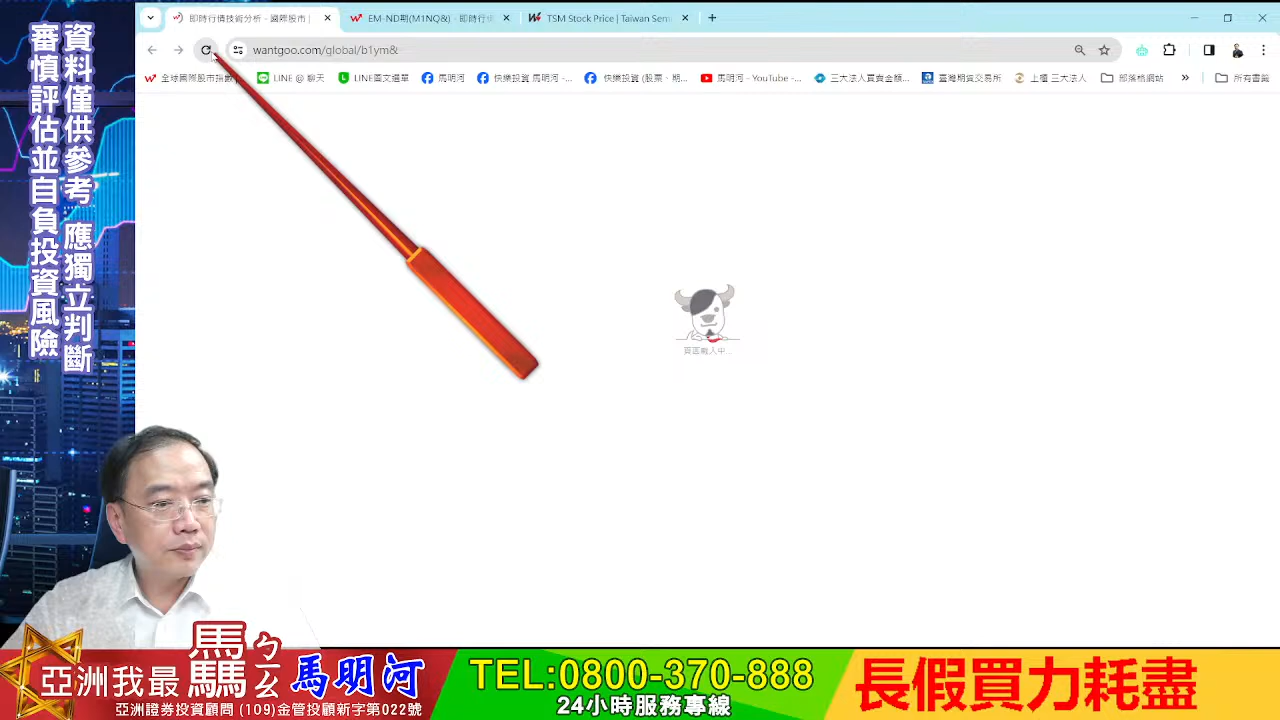 即時行情技術分析 - 國際股市 |
EM-ND期(M1NQ&) - 即時行
TSM Stock Price | Taiwan Sem
wantgoo.com/global/b1ym&
全球國際股市指數
LINE @ 聊天
LINE圖文選單
馬明河
快樂投資 馬明河 -...
快樂投資 (股票、期...
馬明河 - YouTube -...
三大法人買賣金額...
臺灣期貨交易所
上櫃 三大法人
部落格網站
所有書籤
資料僅供參考 應獨立判斷
審慎評估並自負投資風險
亞洲我最
馬
驫
ㄅㄧㄠ
馬明河
亞洲證券投資顧問 (109)金管投顧新字第022號
TEL:0800-370-888
24小時服務專線
長假買力耗盡